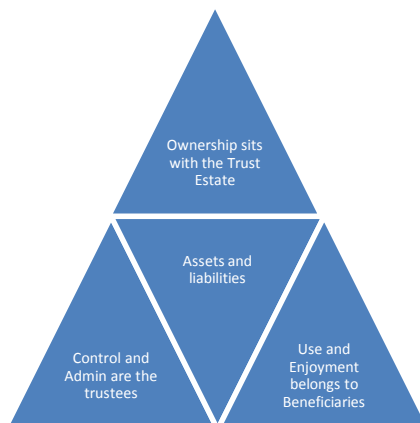 Ownership sits
with the Trust
Estate
Assets and
liabilities
Control and
Admin are the
trustees
Use and
Enjoyment
belongs to
Beneficiaries